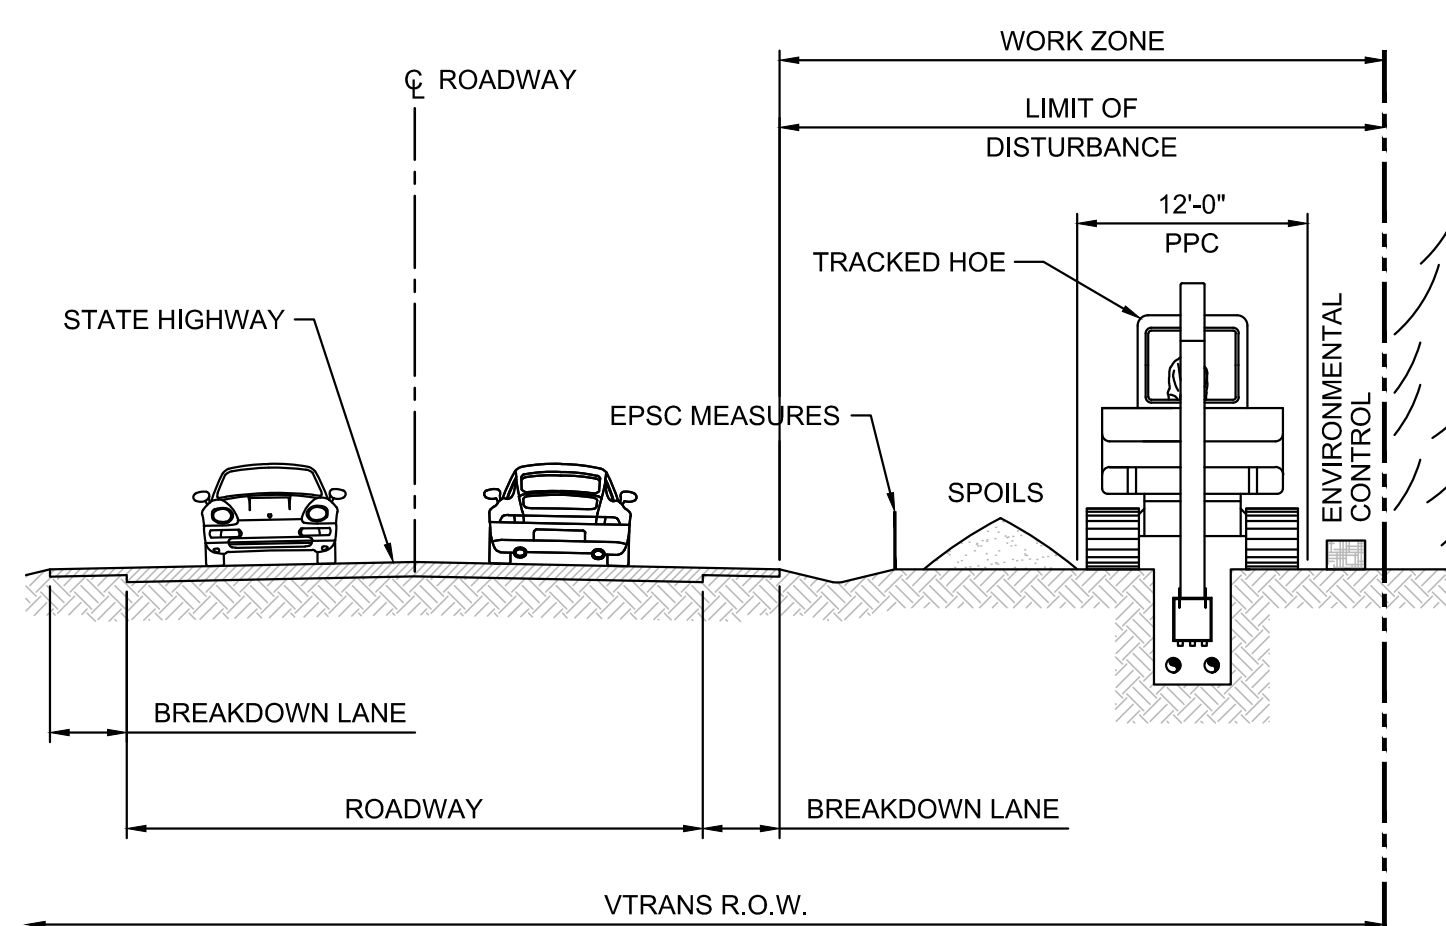 WORK ZONE
℄ ROADWAY
LIMIT OF
DISTURBANCE
12'-0"
PPC
TRACKED HOE
STATE HIGHWAY
ENVIRONMENTAL
CONTROL
EPSC MEASURES
SPOILS
BREAKDOWN LANE
ROADWAY
BREAKDOWN LANE
VTRANS R.O.W.